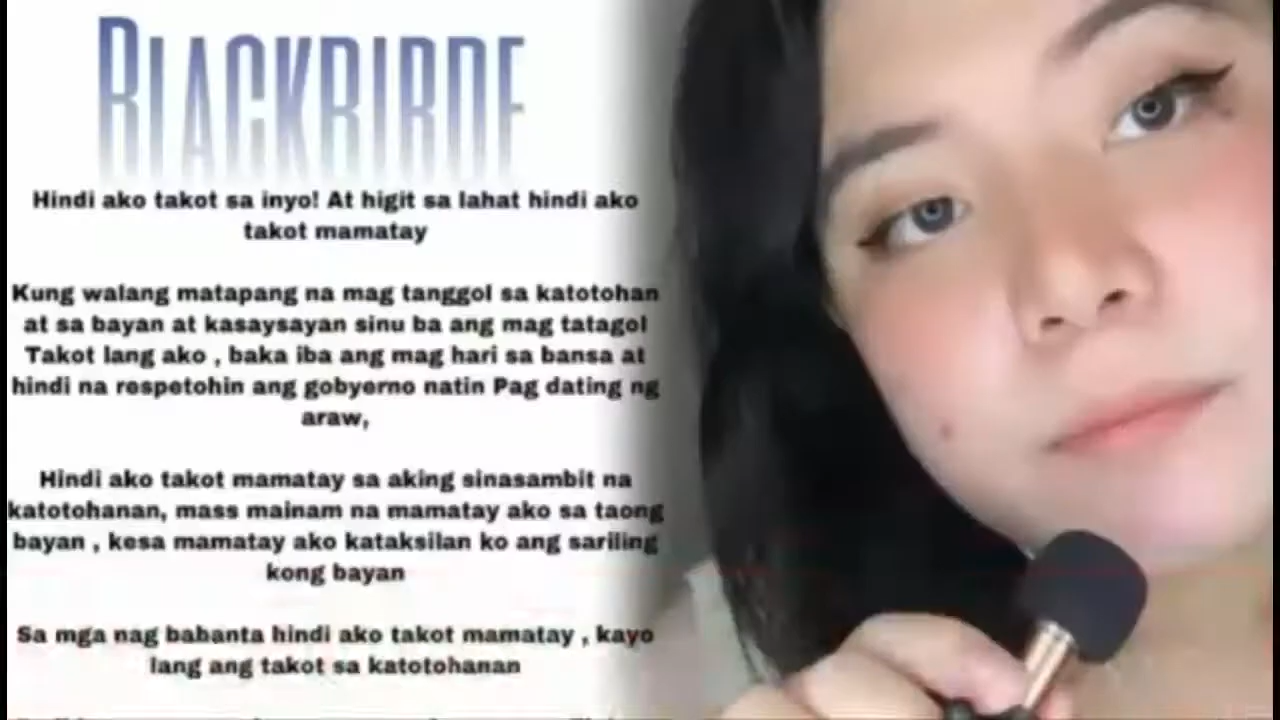 BLACKBIRDE
Hindi ako takot sa inyo! At higit sa lahat hindi ako
takot mamatay
Kung walang matapang na mag tanggol sa katotohan
at sa bayan at kasaysayan sinu ba ang mag tatagol
Takot lang ako , baka iba ang mag hari sa bansa at
hindi na respetohin ang gobyerno natin Pag dating ng
araw,
Hindi ako takot mamatay sa aking sinasambit na
katotohanan, mass mainam na mamatay ako sa taong
bayan , kesa mamatay ako kataksilan ko ang sariling
kong bayan
Sa mga nag babanta hindi ako takot mamatay , kayo
lang ang takot sa katotohanan